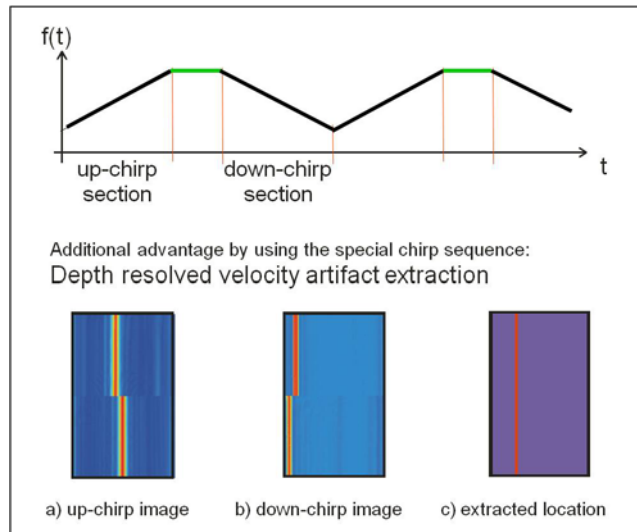 f(t)
up-chirp
section
down-chirp
section
t
Additional advantage by using the special chirp sequence:
Depth resolved velocity artifact extraction
a) up-chirp image
b) down-chirp image
c) extracted location